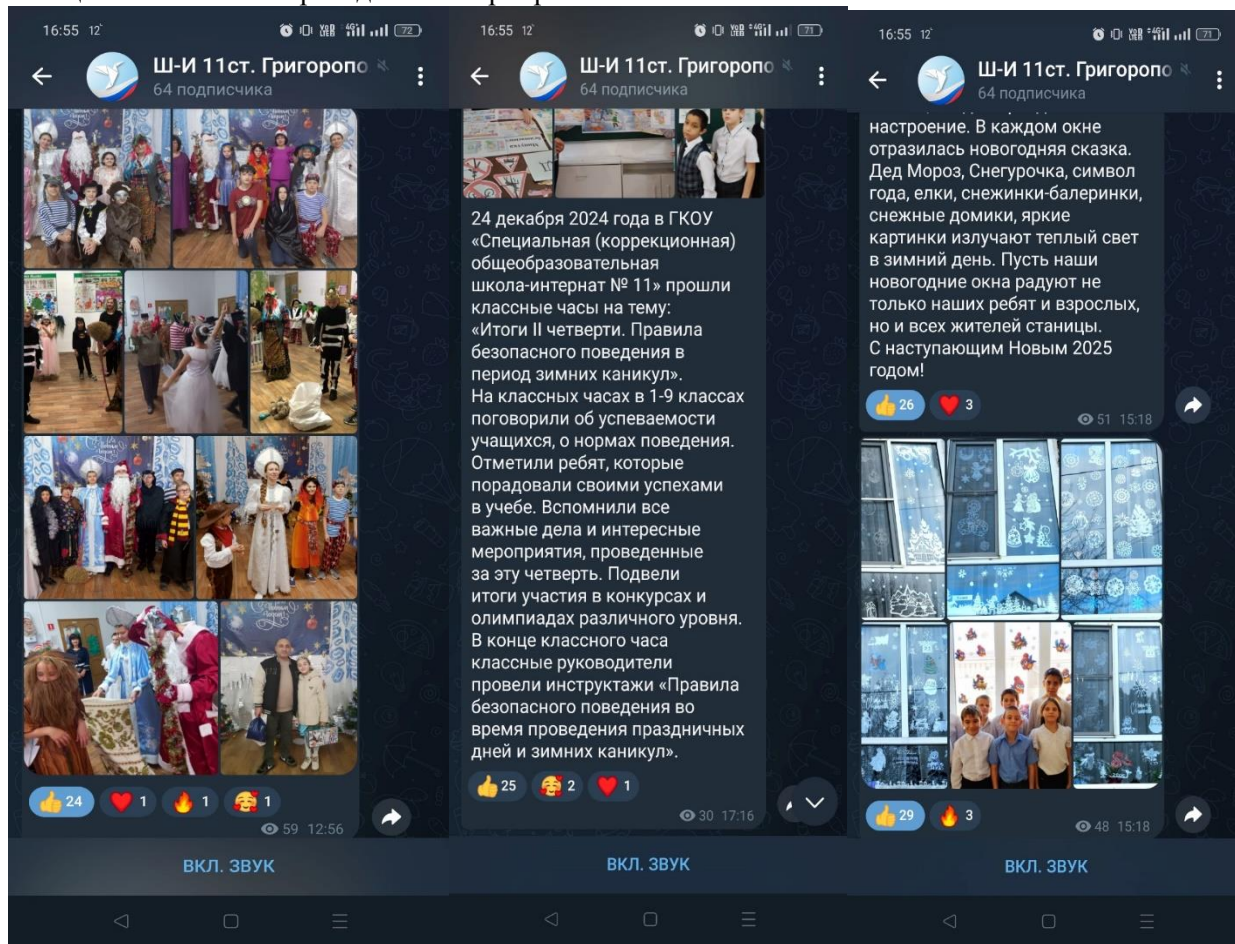 16:55 12°
72
Ш-И 11ст. Григоропо
64 подписчика
24
1
1
1
59 12:56
ВКЛ. ЗВУК
16:55 12°
71
Ш-И 11ст. Григоропо
64 подписчика
24 декабря 2024 года в ГКОУ
«Специальная (коррекционная)
общеобразовательная
школа-интернат № 11» прошли
классные часы на тему:
«Итоги II четверти. Правила
безопасного поведения в
период зимних каникул».
На классных часах в 1-9 классах
поговорили об успеваемости
учащихся, о нормах поведения.
Отметили ребят, которые
порадовали своими успехами
в учебе. Вспомнили все
важные дела и интересные
мероприятия, проведенные
за эту четверть. Подвели
итоги участия в конкурсах и
олимпиадах различного уровня.
В конце классного часа
классные руководители
провели инструктажи «Правила
безопасного поведения во
время проведения праздничных
дней и зимних каникул».
25
2
1
30 17:16
ВКЛ. ЗВУК
16:55 12°
71
Ш-И 11ст. Григоропо
64 подписчика
настроение. В каждом окне
отразилась новогодняя сказка.
Дед Мороз, Снегурочка, символ
года, елки, снежинки-балеринки,
снежные домики, яркие
картинки излучают теплый свет
в зимний день. Пусть наши
новогодние окна радуют не
только наших ребят и взрослых,
но и всех жителей станицы.
С наступающим Новым 2025
годом!
26
3
51 15:18
29
3
48 15:18
ВКЛ. ЗВУК